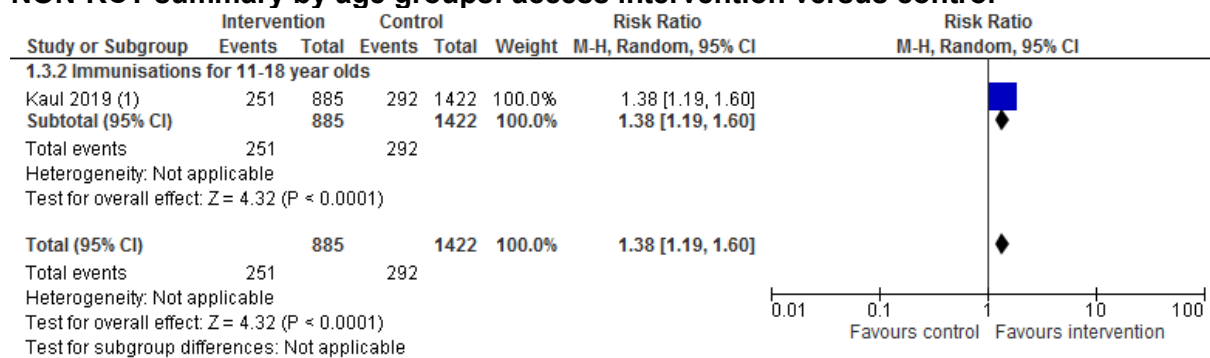 NON-RCT summary by age groups: access intervention versus control
Intervention Control Risk Ratio Risk Ratio
Study or Subgroup Events Total Events Total Weight M-H, Random, 95% CI M-H, Random, 95% CI
1.3.2 Immunisations for 11-18 year olds
Kaul 2019 (1) 251 885 292 1422 100.0% 1.38 [1.19, 1.60]
Subtotal (95% CI) 885 1422 100.0% 1.38 [1.19, 1.60]
Total events 251 292
Heterogeneity: Not applicable
Test for overall effect: Z = 4.32 (P < 0.0001)
Total (95% CI) 885 1422 100.0% 1.38 [1.19, 1.60]
Total events 251 292
Heterogeneity: Not applicable
Test for overall effect: Z = 4.32 (P < 0.0001)
Test for subgroup differences: Not applicable
0.01 0.1 1 10 100
Favours control Favours intervention